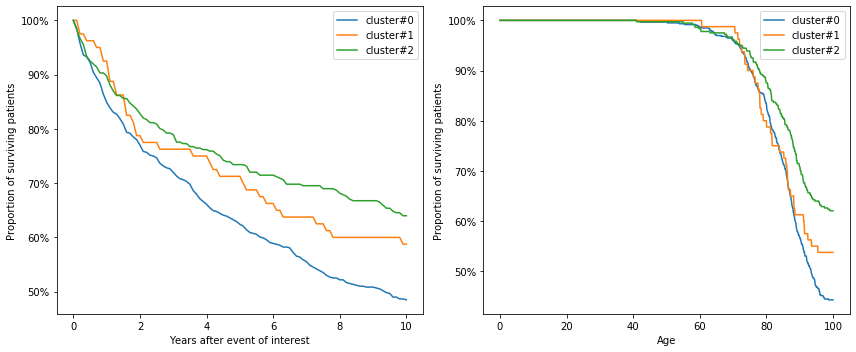 100%
90%
80%
70%
60%
50%
Proportion of surviving patients
0
2
4
6
8
10
Years after event of interest
cluster#0
cluster#1
cluster#2
100%
90%
80%
70%
60%
50%
Proportion of surviving patients
0
20
40
60
80
100
Age
cluster#0
cluster#1
cluster#2